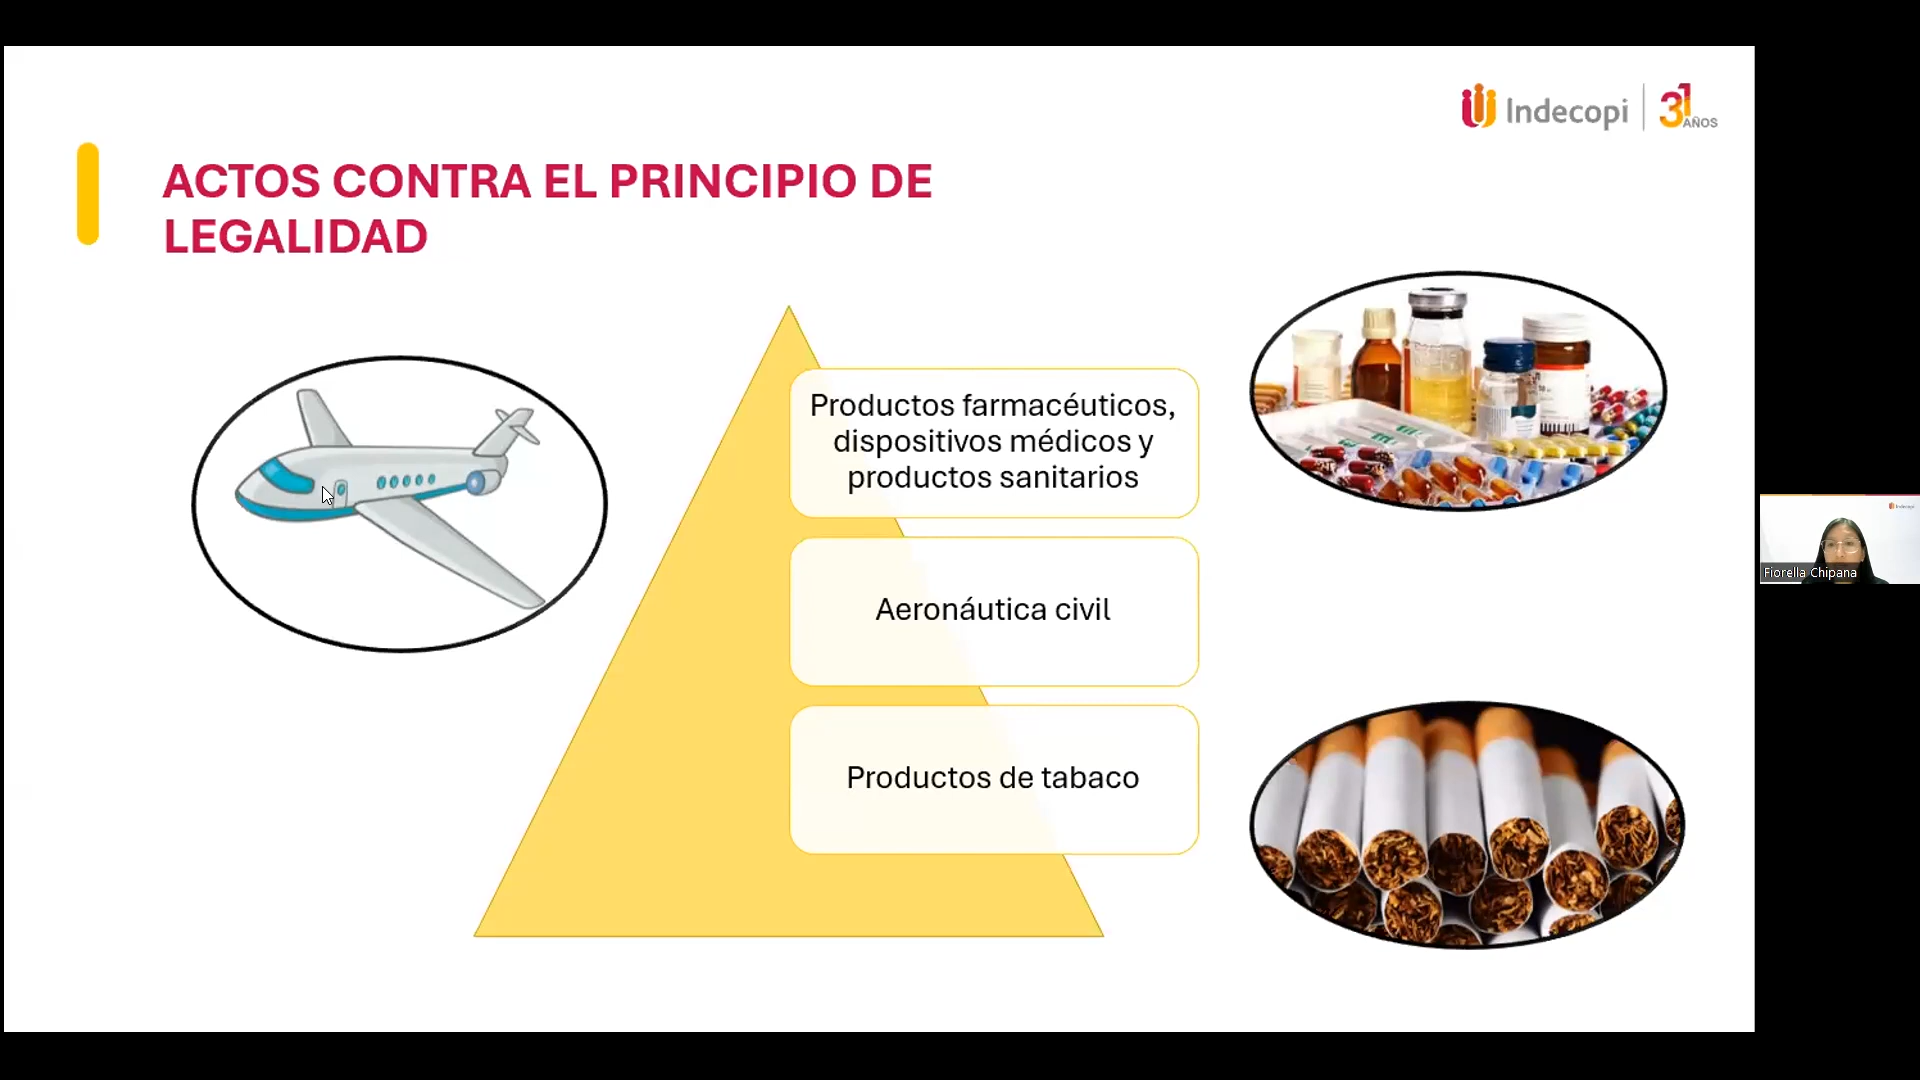 Indecopi
31
AÑOS
ACTOS CONTRA EL PRINCIPIO DE
LEGALIDAD
Productos farmacéuticos,
dispositivos médicos y
productos sanitarios
Aeronáutica civil
Productos de tabaco
Indecopi
Fiorella Chipana